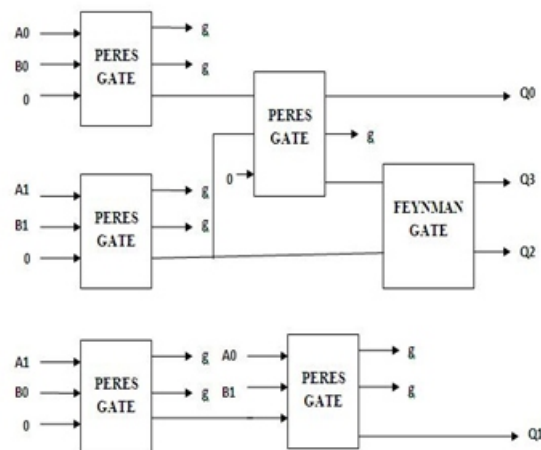 A0
g
B0
PERES
GATE
g
0
PERES
GATE
Q0
g
0
A1
g
B1
PERES
GATE
g
0
FEYNMAN
GATE
Q3
Q2
A1
g
A0
g
B0
PERES
GATE
g
B1
PERES
GATE
g
0
Q1